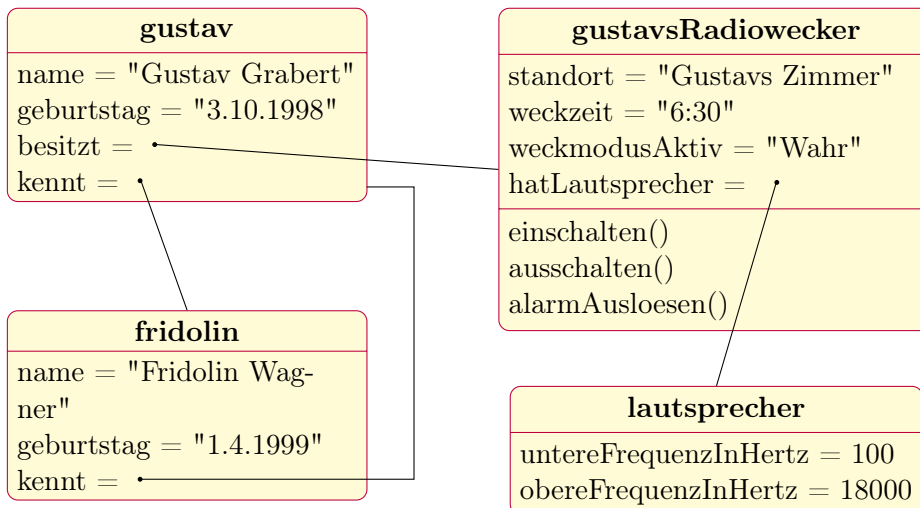 gustav
name = "Gustav Grabert"
geburtstag = "3.10.1998"
besitzt =
kennt =
gustavsRadiowecker
standort = "Gustavs Zimmer"
weckzeit = "6:30"
weckmodusAktiv = "Wahr"
hatLautsprecher =
einschalten()
ausschalten()
alarmAusloesen()
fridolin
name = "Fridolin Wag-
ner"
geburtstag = "1.4.1999"
kennt =
lautsprecher
untereFrequenzInHertz = 100
obereFrequenzInHertz = 18000